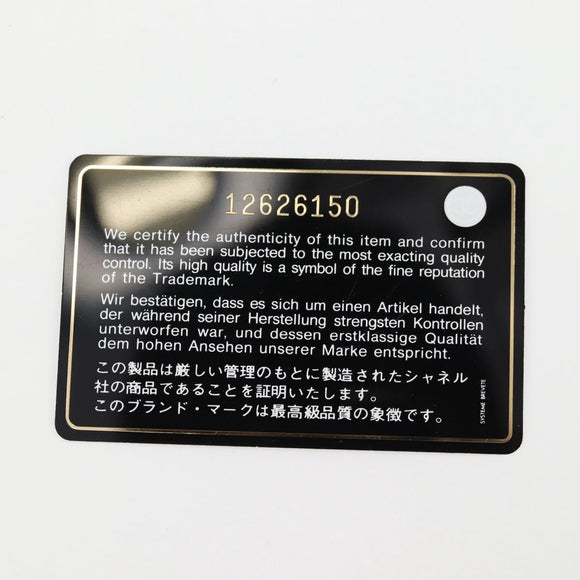 12626150
We certify the authenticity of this item and confirm
that it has been subjected to the most exacting quality
control. Its high quality is a symbol of the fine reputation
of the Trademark.
Wir bestätigen, dass es sich um einen Artikel handelt,
der während seiner Herstellung strengsten Kontrollen
unterworfen war, und dessen erstklassige Qualität
dem hohen Ansehen unserer Marke entspricht.
この製品は厳しい管理のもとに製造されたシャネル
社の商品であることを証明いたします。
このブランド・マークは最高級品質の象徴です。
SYSTEME BREVETE